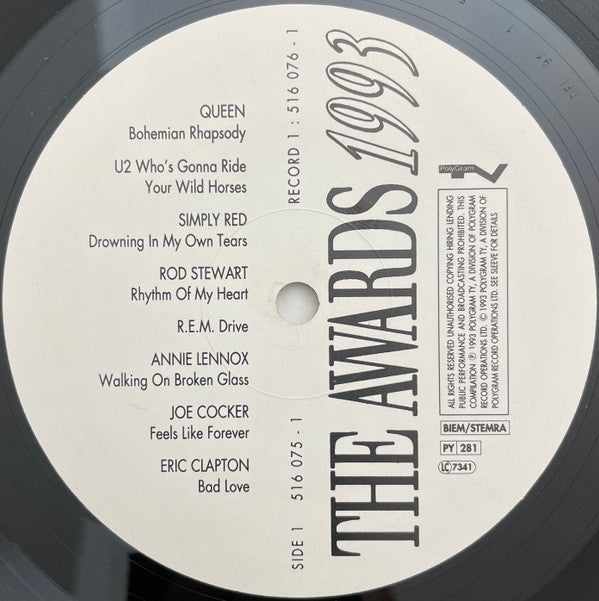 QUEEN
Bohemian Rhapsody
U2 Who's Gonna Ride
Your Wild Horses
SIMPLY RED
Drowning In My Own Tears
ROD STEWART
Rhythm Of My Heart
R.E.M. Drive
ANNIE LENNOX
Walking On Broken Glass
JOE COCKER
Feels Like Forever
ERIC CLAPTON
Bad Love
SIDE 1 516 075 - 1 RECORD 1 : 516 076 - 1
THE AWARDS 1993
PolyGram TV
ALL RIGHTS RESERVED UNAUTHORISED COPYING HIRING LENDING
PUBLIC PERFORMANCE AND BROADCASTING PROHIBITED. THIS
COMPILATION ℗ 1993 POLYGRAM TV, A DIVISION OF POLYGRAM
RECORD OPERATIONS LTD. © 1993 POLYGRAM TV, A DIVISION OF
POLYGRAM RECORD OPERATIONS LTD. SEE SLEEVE FOR DETAILS
BIEM/STEMRA
PY 281
LC 7341